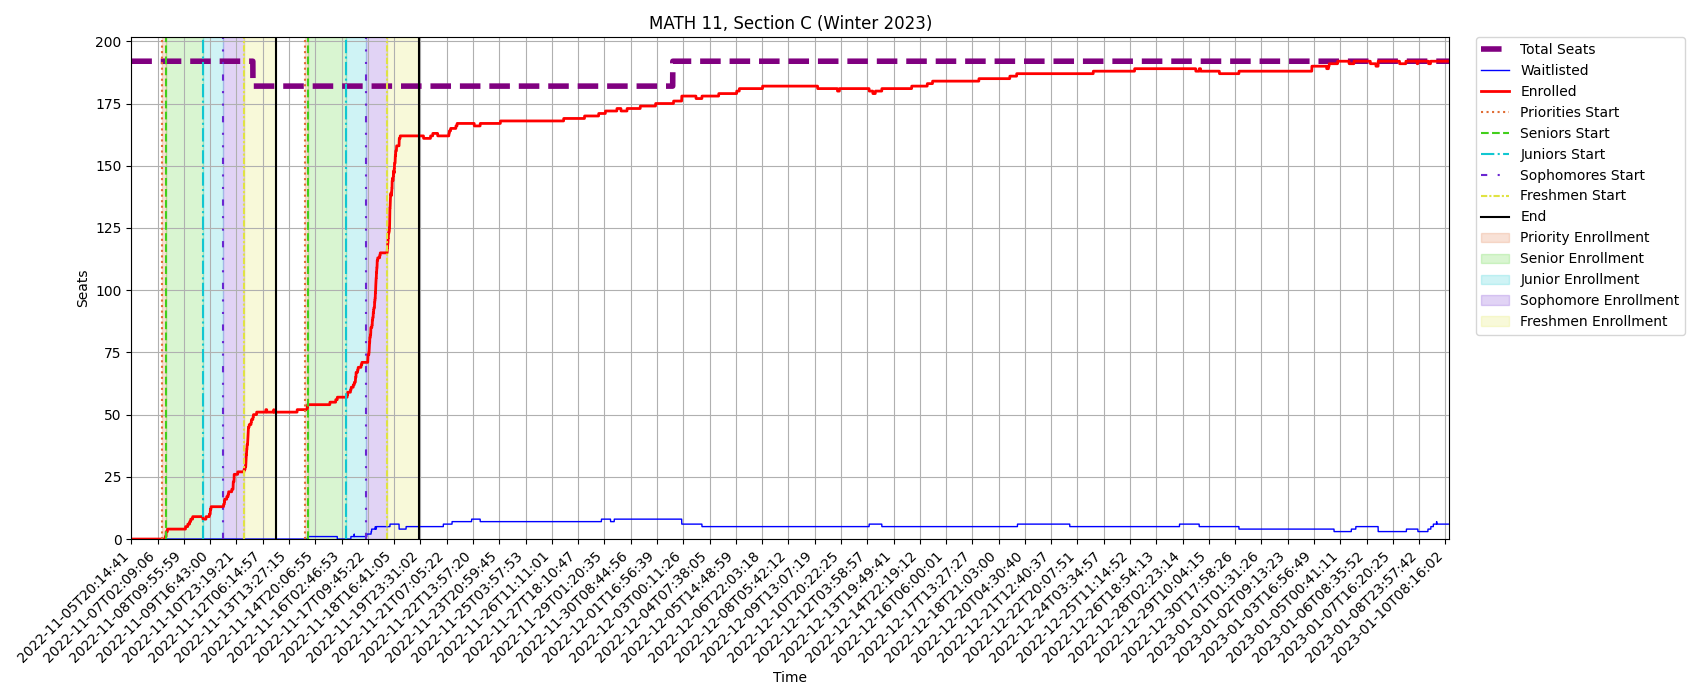 MATH 11, Section C (Winter 2023)
Seats
200
175
150
125
100
75
50
25
0
2022-11-05T20:14:41
2022-11-07T02:09:06
2022-11-08T09:55:59
2022-11-09T16:43:00
2022-11-10T23:19:21
2022-11-12T06:14:57
2022-11-13T13:27:15
2022-11-14T20:06:55
2022-11-16T02:46:53
2022-11-17T09:45:22
2022-11-18T16:41:05
2022-11-19T23:31:02
2022-11-21T07:05:22
2022-11-22T13:57:20
2022-11-23T20:59:45
2022-11-25T03:57:53
2022-11-26T11:11:01
2022-11-27T18:10:47
2022-11-29T01:20:35
2022-11-30T08:44:56
2022-12-01T16:56:39
2022-12-03T00:11:26
2022-12-04T07:38:05
2022-12-05T14:48:59
2022-12-06T22:03:18
2022-12-08T05:42:12
2022-12-09T13:07:19
2022-12-10T20:22:25
2022-12-12T03:58:57
2022-12-13T19:49:41
2022-12-14T22:19:12
2022-12-16T06:00:01
2022-12-17T13:27:27
2022-12-18T21:03:00
2022-12-20T04:30:40
2022-12-21T12:40:37
2022-12-22T20:07:51
2022-12-24T03:34:57
2022-12-25T11:14:52
2022-12-26T18:54:13
2022-12-28T02:23:14
2022-12-29T10:04:15
2022-12-30T17:58:26
2023-01-01T01:31:26
2023-01-02T09:13:23
2023-01-03T16:56:49
2023-01-05T00:41:11
2023-01-06T08:35:52
2023-01-07T16:20:25
2023-01-08T23:57:42
2023-01-10T08:16:02
Time
Total Seats
Waitlisted
Enrolled
Priorities Start
Seniors Start
Juniors Start
Sophomores Start
Freshmen Start
End
Priority Enrollment
Senior Enrollment
Junior Enrollment
Sophomore Enrollment
Freshmen Enrollment